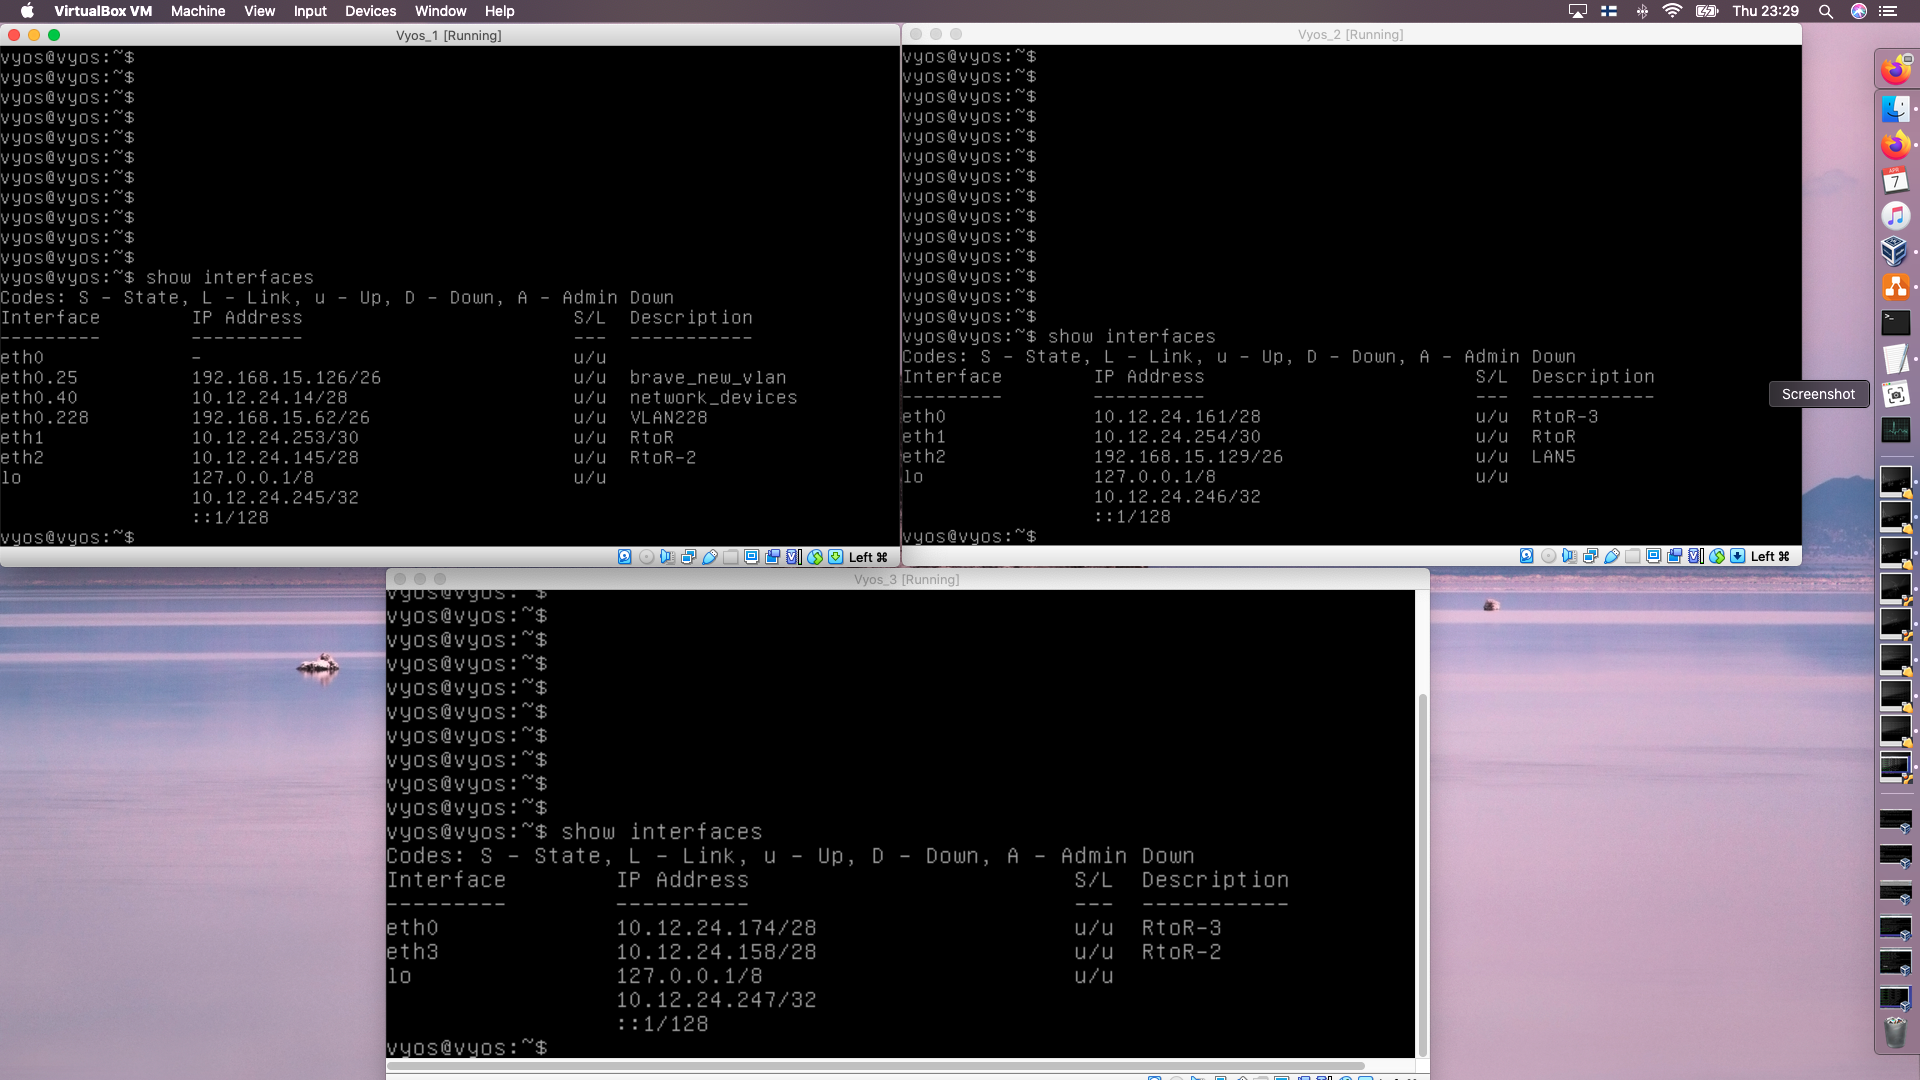 VirtualBox VM Machine View Input Devices Window Help Thu 23:29
Vyos_1 [Running]
vyos@vyos:~$
vyos@vyos:~$
vyos@vyos:~$
vyos@vyos:~$
vyos@vyos:~$
vyos@vyos:~$
vyos@vyos:~$
vyos@vyos:~$
vyos@vyos:~$
vyos@vyos:~$
vyos@vyos:~$
vyos@vyos:~$ show interfaces
Codes: S - State, L - Link, u - Up, D - Down, A - Admin Down
Interface IP Address S/L Description
--------- ---------- --- -----------
eth0 - u/u
eth0.25 192.168.15.126/26 u/u brave_new_vlan
eth0.40 10.12.24.14/28 u/u network_devices
eth0.228 192.168.15.62/26 u/u VLAN228
eth1 10.12.24.253/30 u/u RtoR
eth2 10.12.24.145/28 u/u RtoR-2
lo 127.0.0.1/8 u/u
10.12.24.245/32
::1/128
vyos@vyos:~$
Left ⌘
Vyos_2 [Running]
vyos@vyos:~$
vyos@vyos:~$
vyos@vyos:~$
vyos@vyos:~$
vyos@vyos:~$
vyos@vyos:~$
vyos@vyos:~$
vyos@vyos:~$
vyos@vyos:~$
vyos@vyos:~$
vyos@vyos:~$
vyos@vyos:~$
vyos@vyos:~$
vyos@vyos:~$
vyos@vyos:~$ show interfaces
Codes: S - State, L - Link, u - Up, D - Down, A - Admin Down
Interface IP Address S/L Description
--------- ---------- --- -----------
eth0 10.12.24.161/28 u/u RtoR-3
eth1 10.12.24.254/30 u/u RtoR
eth2 192.168.15.129/26 u/u LAN5
lo 127.0.0.1/8 u/u
10.12.24.246/32
::1/128
vyos@vyos:~$
Left ⌘
Vyos_3 [Running]
vyos@vyos:~$
vyos@vyos:~$
vyos@vyos:~$
vyos@vyos:~$
vyos@vyos:~$
vyos@vyos:~$
vyos@vyos:~$
vyos@vyos:~$
vyos@vyos:~$
vyos@vyos:~$
vyos@vyos:~$ show interfaces
Codes: S - State, L - Link, u - Up, D - Down, A - Admin Down
Interface IP Address S/L Description
--------- ---------- --- -----------
eth0 10.12.24.174/28 u/u RtoR-3
eth3 10.12.24.158/28 u/u RtoR-2
lo 127.0.0.1/8 u/u
10.12.24.247/32
::1/128
vyos@vyos:~$
APR
7
Screenshot